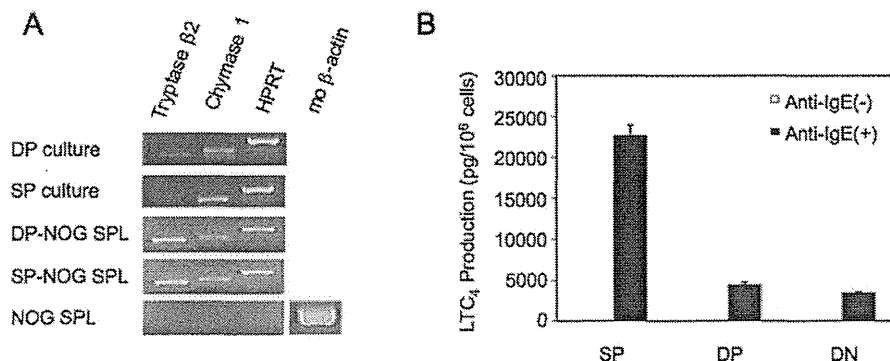 A
Tryptase β2
Chymase 1
HPRT
mo β-actin
DP culture
SP culture
DP-NOG SPL
SP-NOG SPL
NOG SPL
B
LTC4 Production (pg/10⁶ cells)
30000
25000
20000
15000
10000
5000
0
Anti-IgE(-)
Anti-IgE(+)
SP
DP
DN